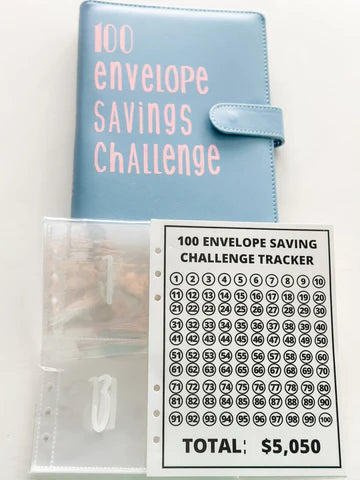 100
envelope
savings
challenge
100 ENVELOPE SAVING
CHALLENGE TRACKER
1 2 3 4 5 6 7 8 9 10
11 12 13 14 15 16 17 18 19 20
21 22 23 24 25 26 27 28 29 30
31 32 33 34 35 36 37 38 39 40
41 42 43 44 45 46 47 48 49 50
51 52 53 54 55 56 57 58 59 60
61 62 63 64 65 66 67 68 69 70
71 72 73 74 75 76 77 78 79 80
81 82 83 84 85 86 87 88 89 90
91 92 93 94 95 96 97 98 99 100
TOTAL: $5,050
1